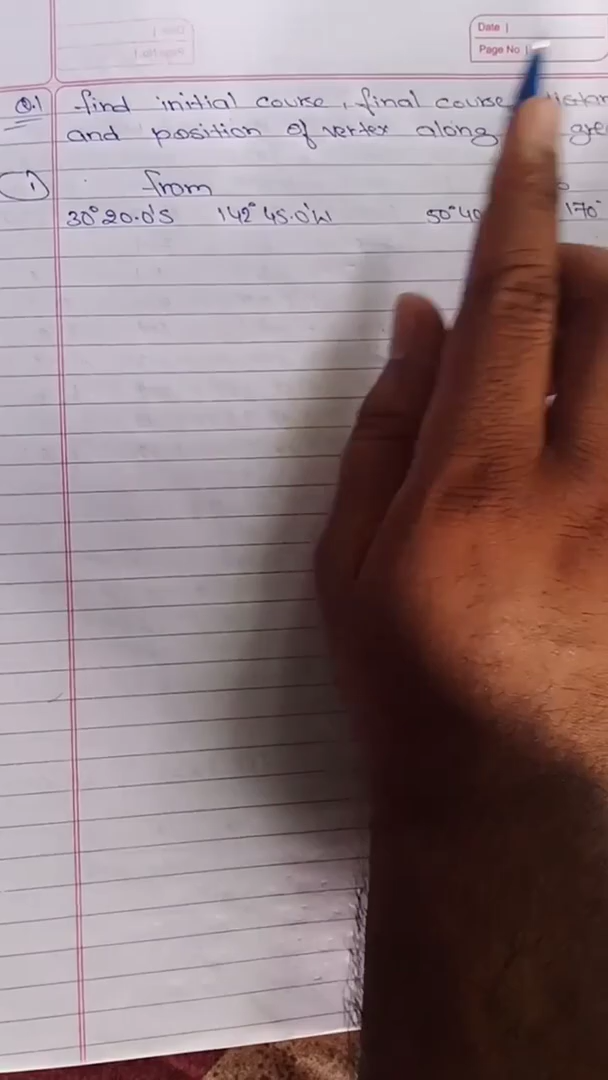 Date
Page No
Q.1 find initial course, final course
and position of vertex along
1 from
30°20.0'S 142°45.0'W 50°40 170°